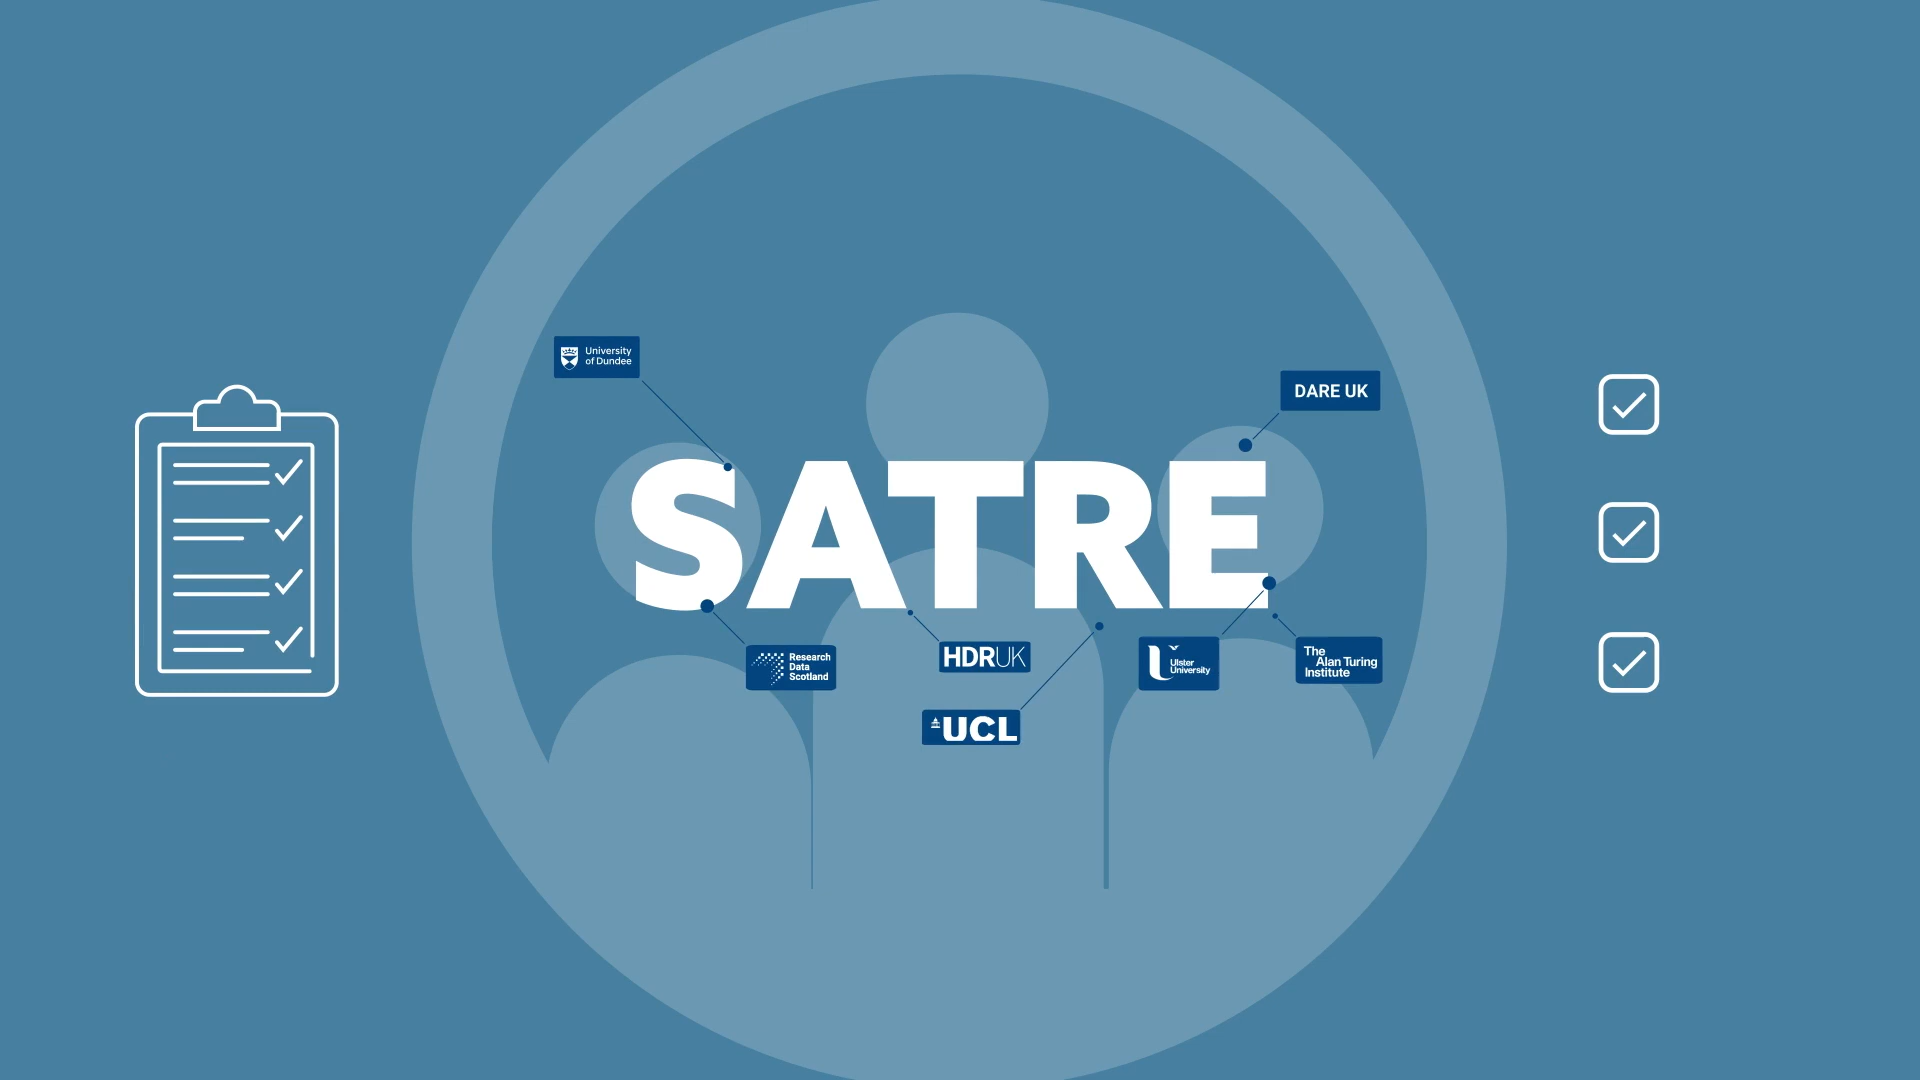 University
of Dundee
DARE UK
SATRE
Research
Data
Scotland
HDRUK
Ulster
University
The
Alan Turing
Institute
UCL